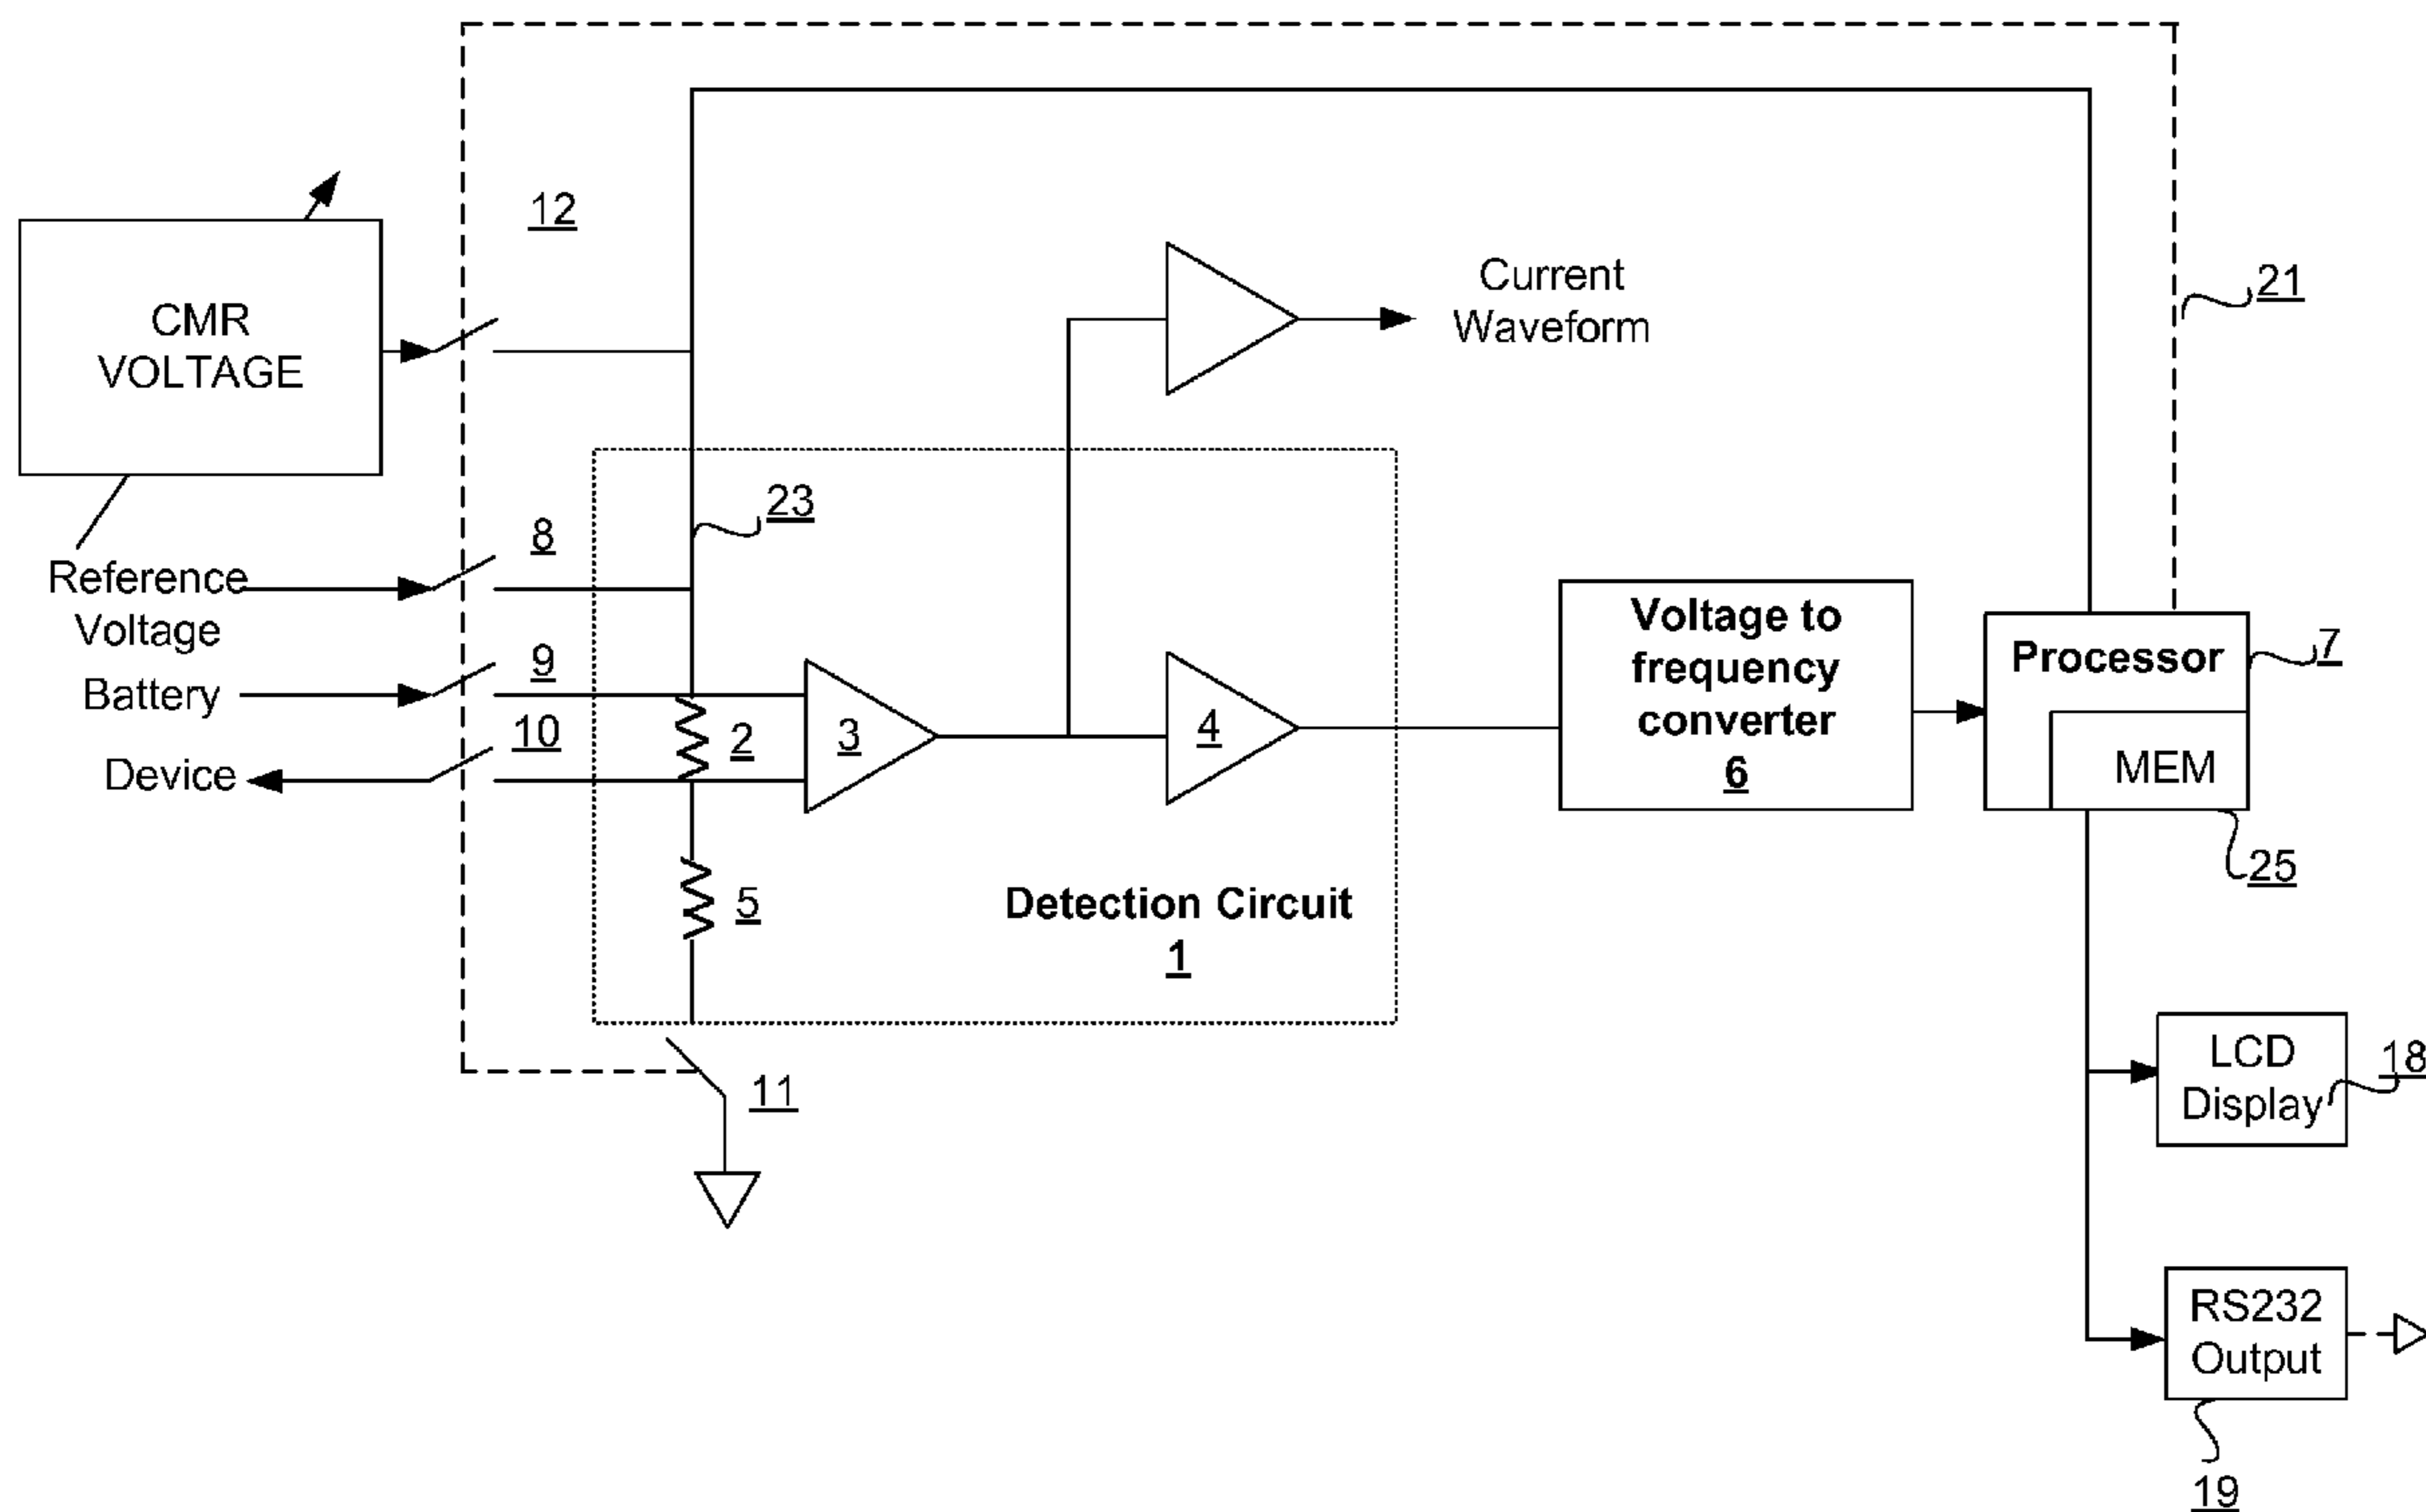 12
CMR
VOLTAGE
Current
Waveform
21
23
8
Reference
Voltage
9
Battery
10
Device
2
3
4
5
Detection Circuit
1
Voltage to
frequency
converter
6
Processor
7
MEM
25
11
LCD
Display
18
RS232
Output
19